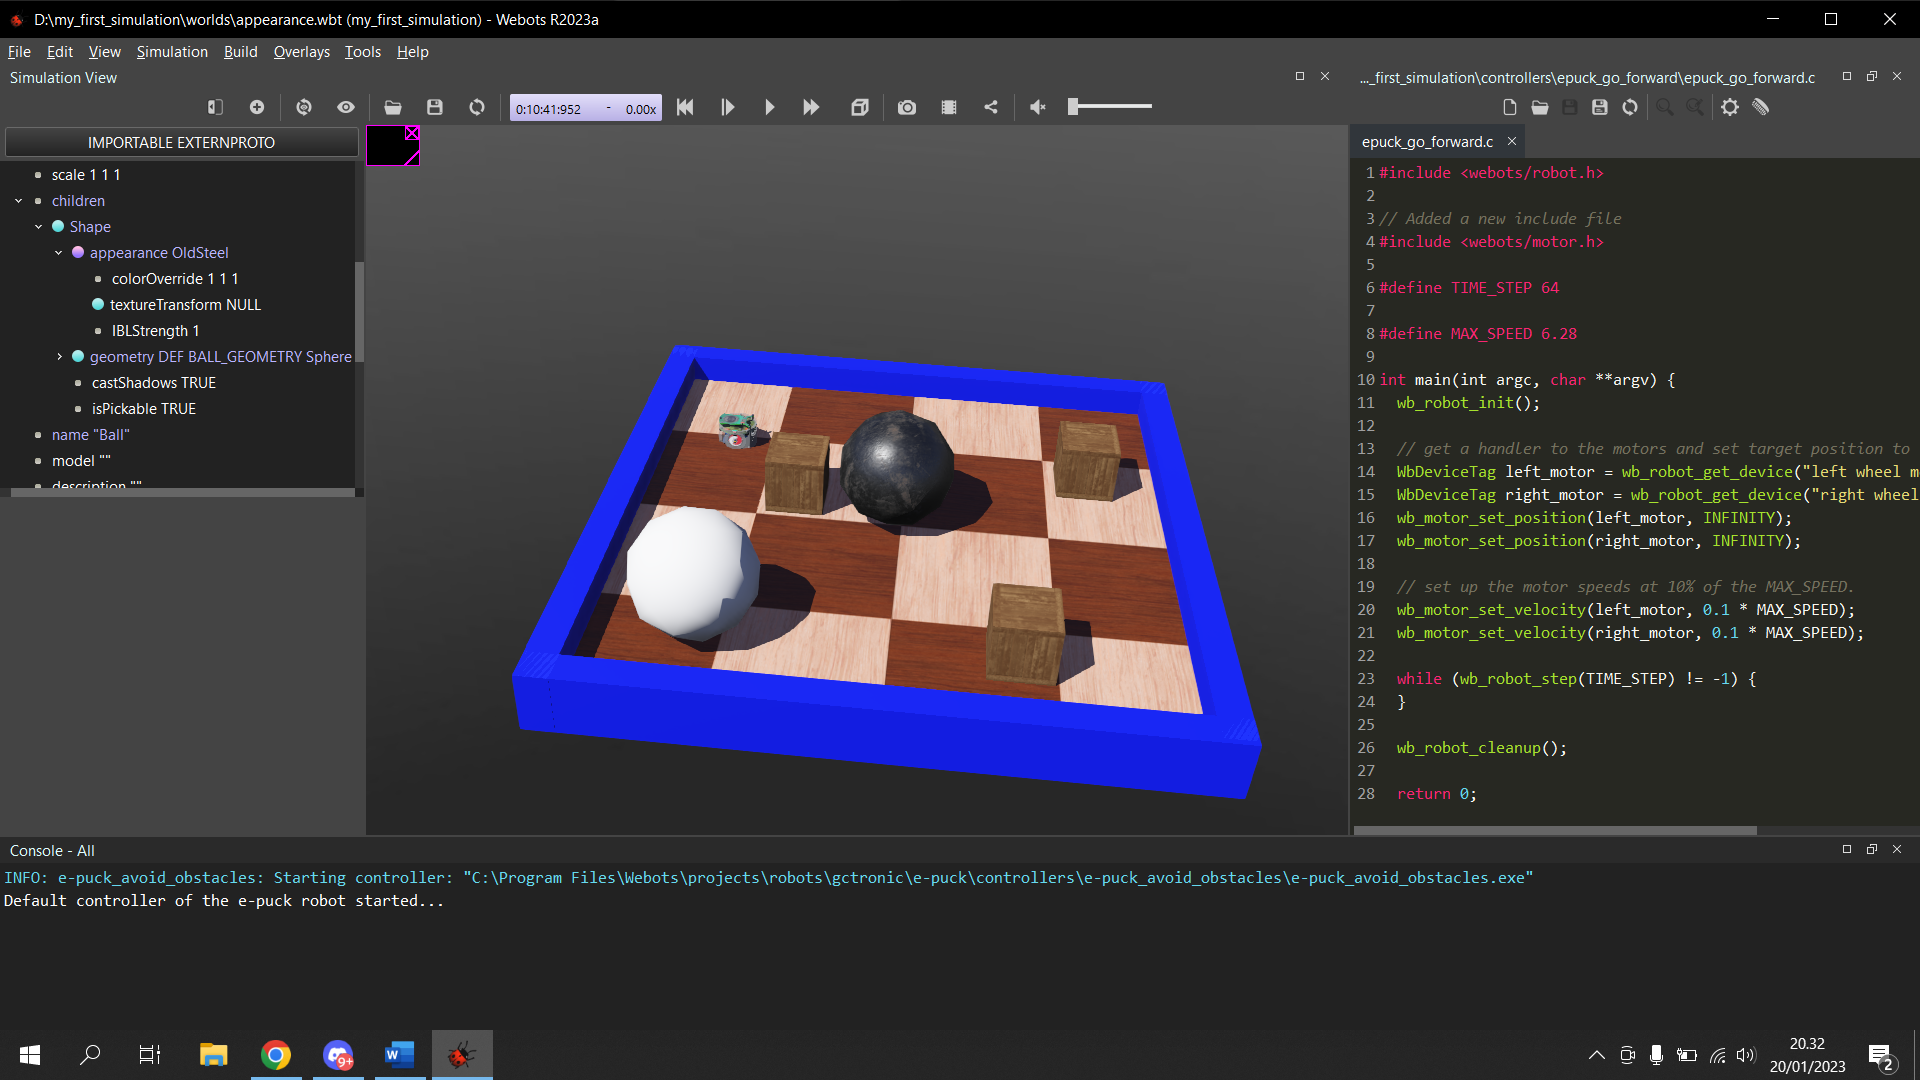 D:\my_first_simulation\worlds\appearance.wbt (my_first_simulation) - Webots R2023a
File Edit View Simulation Build Overlays Tools Help
Simulation View
0:10:41:952 - 0.00x
IMPORTABLE EXTERNPROTO
scale 1 1 1
children
Shape
appearance OldSteel
colorOverride 1 1 1
textureTransform NULL
IBLStrength 1
geometry DEF BALL_GEOMETRY Sphere
castShadows TRUE
isPickable TRUE
name "Ball"
model ""
description ""
..._first_simulation\controllers\epuck_go_forward\epuck_go_forward.c
epuck_go_forward.c
1 #include <webots/robot.h>
2
3 // Added a new include file
4 #include <webots/motor.h>
5
6 #define TIME_STEP 64
7
8 #define MAX_SPEED 6.28
9
10 int main(int argc, char **argv) {
11 wb_robot_init();
12
13 // get a handler to the motors and set target position to
14 WbDeviceTag left_motor = wb_robot_get_device("left wheel m
15 WbDeviceTag right_motor = wb_robot_get_device("right wheel
16 wb_motor_set_position(left_motor, INFINITY);
17 wb_motor_set_position(right_motor, INFINITY);
18
19 // set up the motor speeds at 10% of the MAX_SPEED.
20 wb_motor_set_velocity(left_motor, 0.1 * MAX_SPEED);
21 wb_motor_set_velocity(right_motor, 0.1 * MAX_SPEED);
22
23 while (wb_robot_step(TIME_STEP) != -1) {
24 }
25
26 wb_robot_cleanup();
27
28 return 0;
Console - All
INFO: e-puck_avoid_obstacles: Starting controller: "C:\Program Files\Webots\projects\robots\gctronic\e-puck\controllers\e-puck_avoid_obstacles\e-puck_avoid_obstacles.exe"
Default controller of the e-puck robot started...
9+
W
20.32
20/01/2023
2